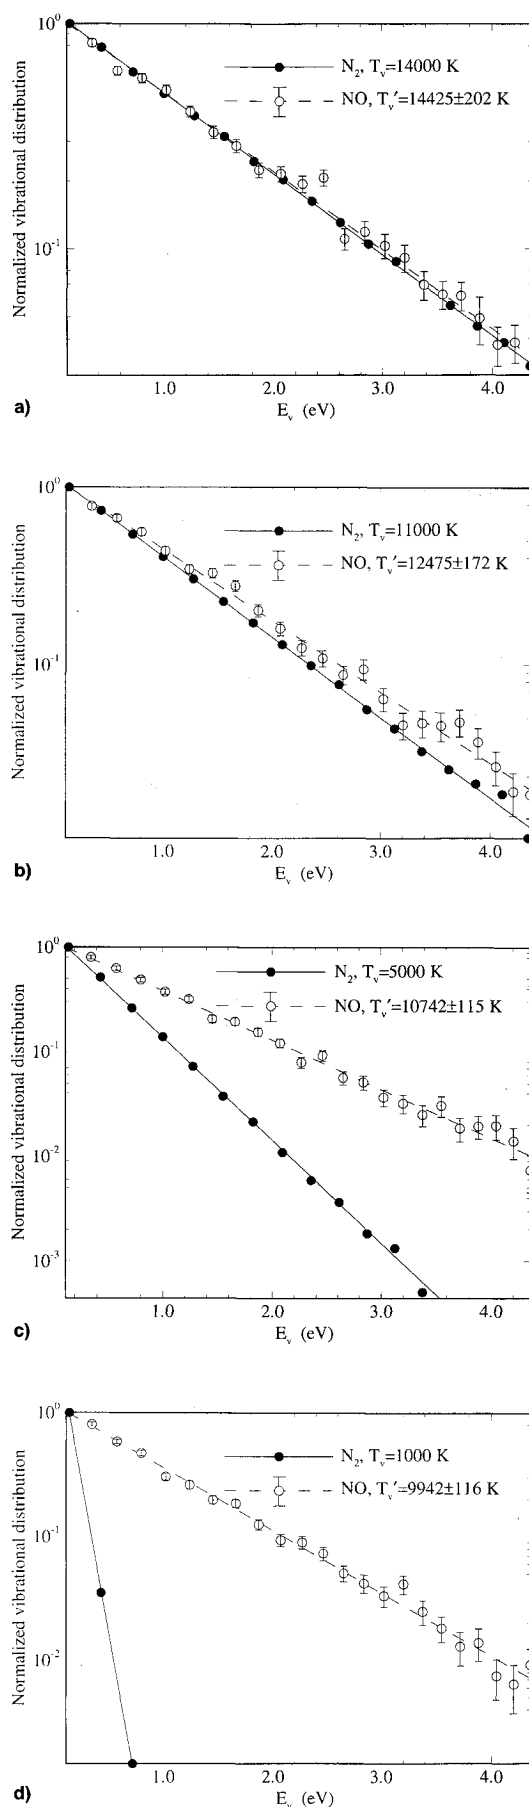 10⁰
N₂, Tᵥ=14000 K
NO, Tᵥ′=14425±202 K
Normalized vibrational distribution
10⁻¹
1.0 2.0 3.0 4.0
a)
Eᵥ (eV)
10⁰
N₂, Tᵥ=11000 K
NO, Tᵥ′=12475±172 K
Normalized vibrational distribution
10⁻¹
1.0 2.0 3.0 4.0
b)
Eᵥ (eV)
10⁰
N₂, Tᵥ=5000 K
NO, Tᵥ′=10742±115 K
Normalized vibrational distribution
10⁻¹
10⁻²
10⁻³
1.0 2.0 3.0 4.0
c)
Eᵥ (eV)
10⁰
N₂, Tᵥ=1000 K
NO, Tᵥ′=9942±116 K
Normalized vibrational distribution
10⁻¹
10⁻²
1.0 2.0 3.0 4.0
d)
Eᵥ (eV)